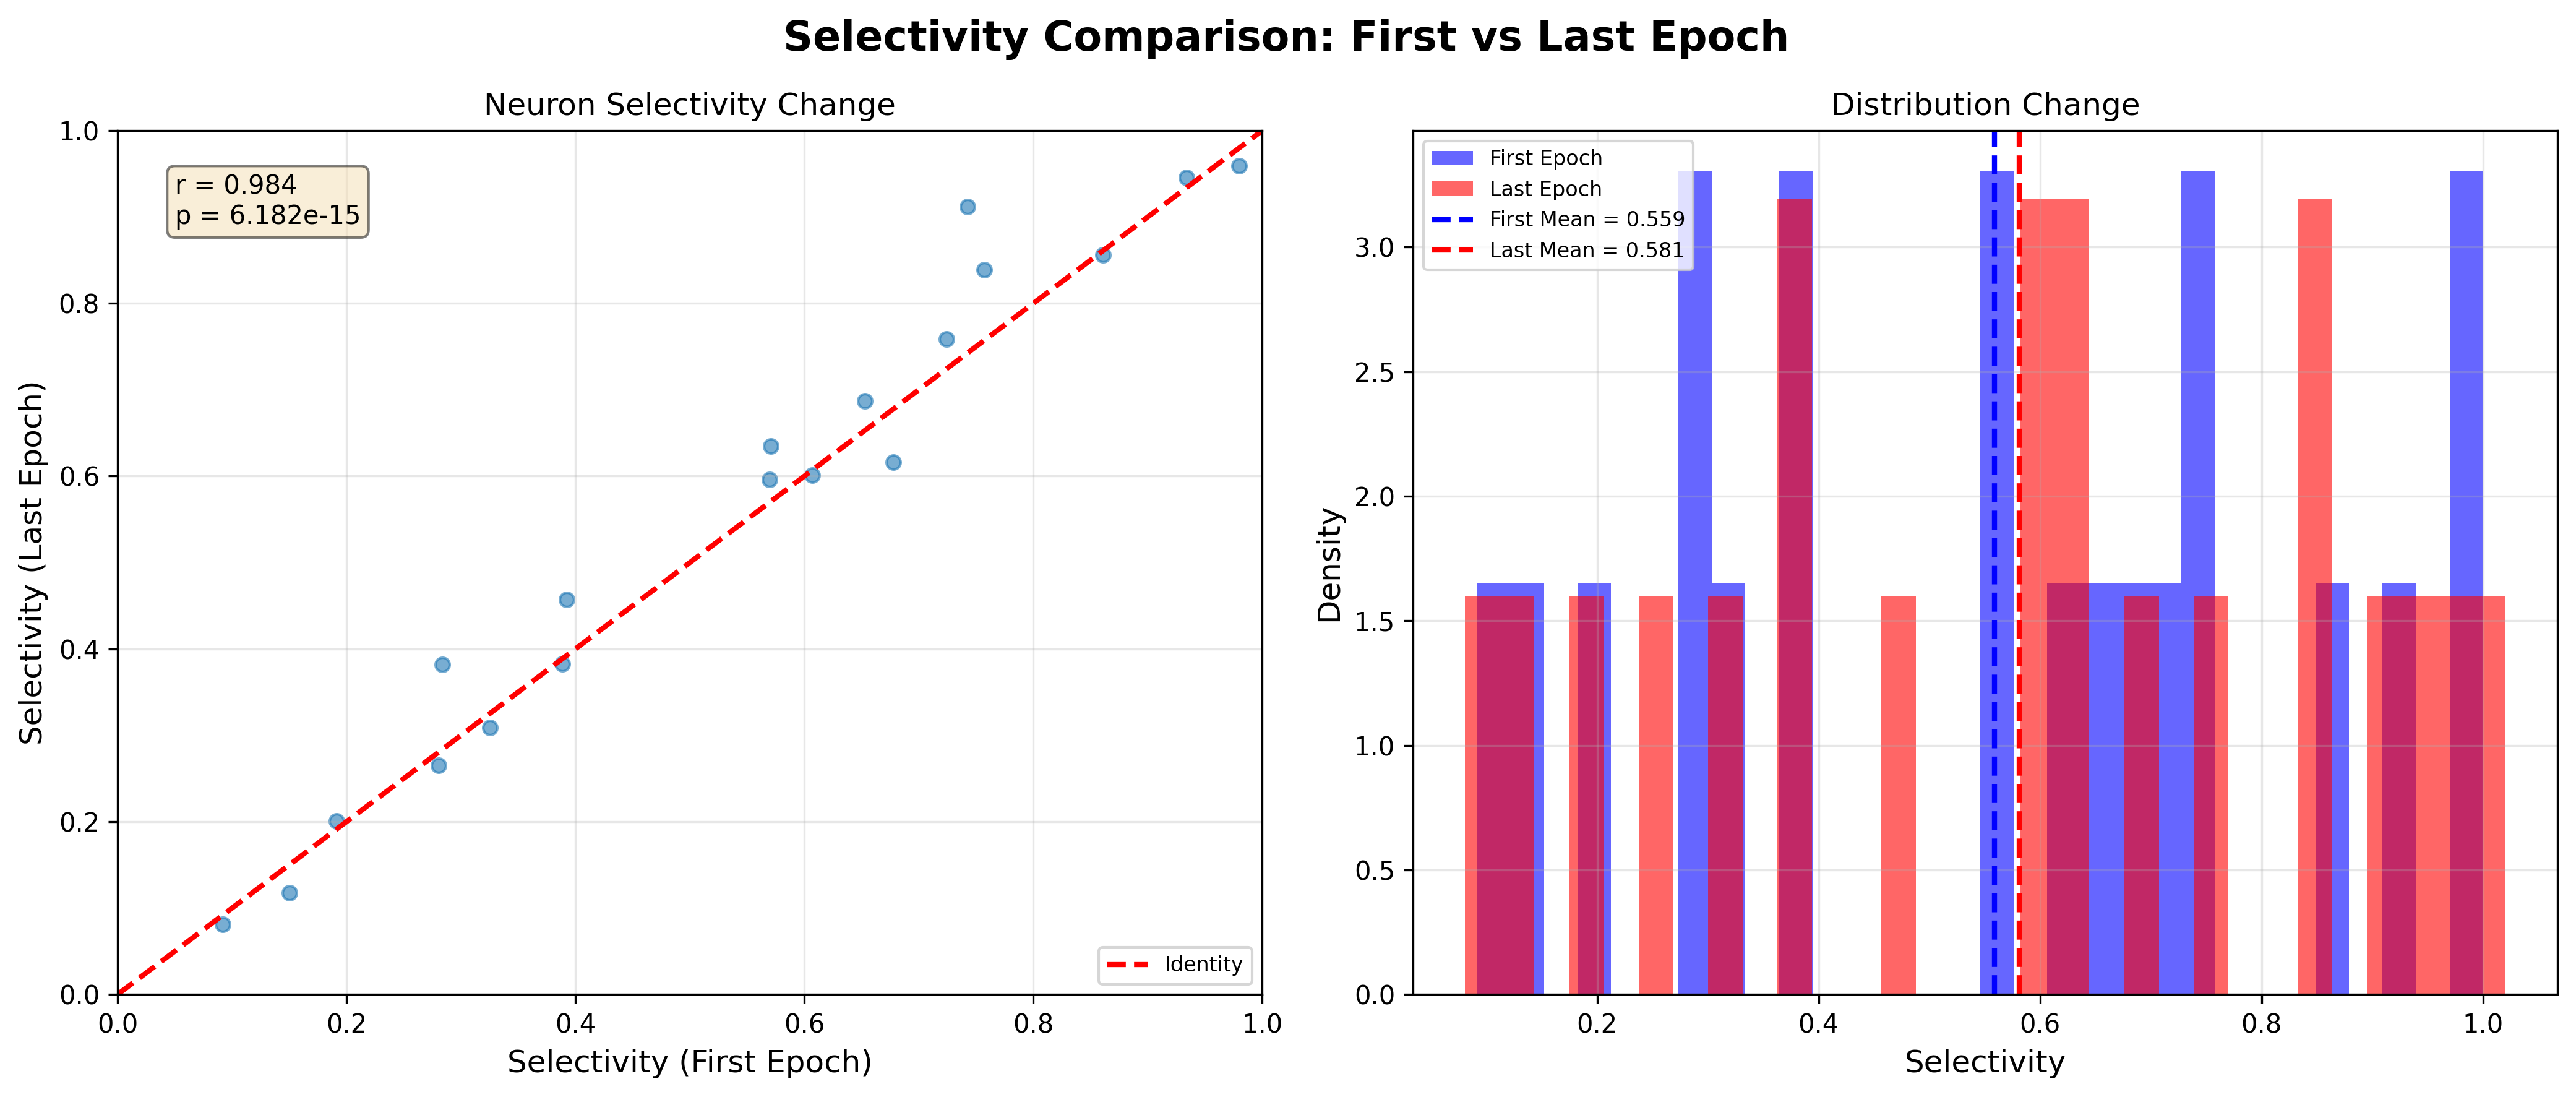 Selectivity Comparison: First vs Last Epoch
Neuron Selectivity Change
1.0
0.8
0.6
0.4
0.2
0.0
Selectivity (Last Epoch)
r = 0.984
p = 6.182e-15
Identity
0.0 0.2 0.4 0.6 0.8 1.0
Selectivity (First Epoch)
Distribution Change
3.0
2.5
2.0
1.5
1.0
0.5
0.0
Density
First Epoch
Last Epoch
First Mean = 0.559
Last Mean = 0.581
0.2 0.4 0.6 0.8 1.0
Selectivity